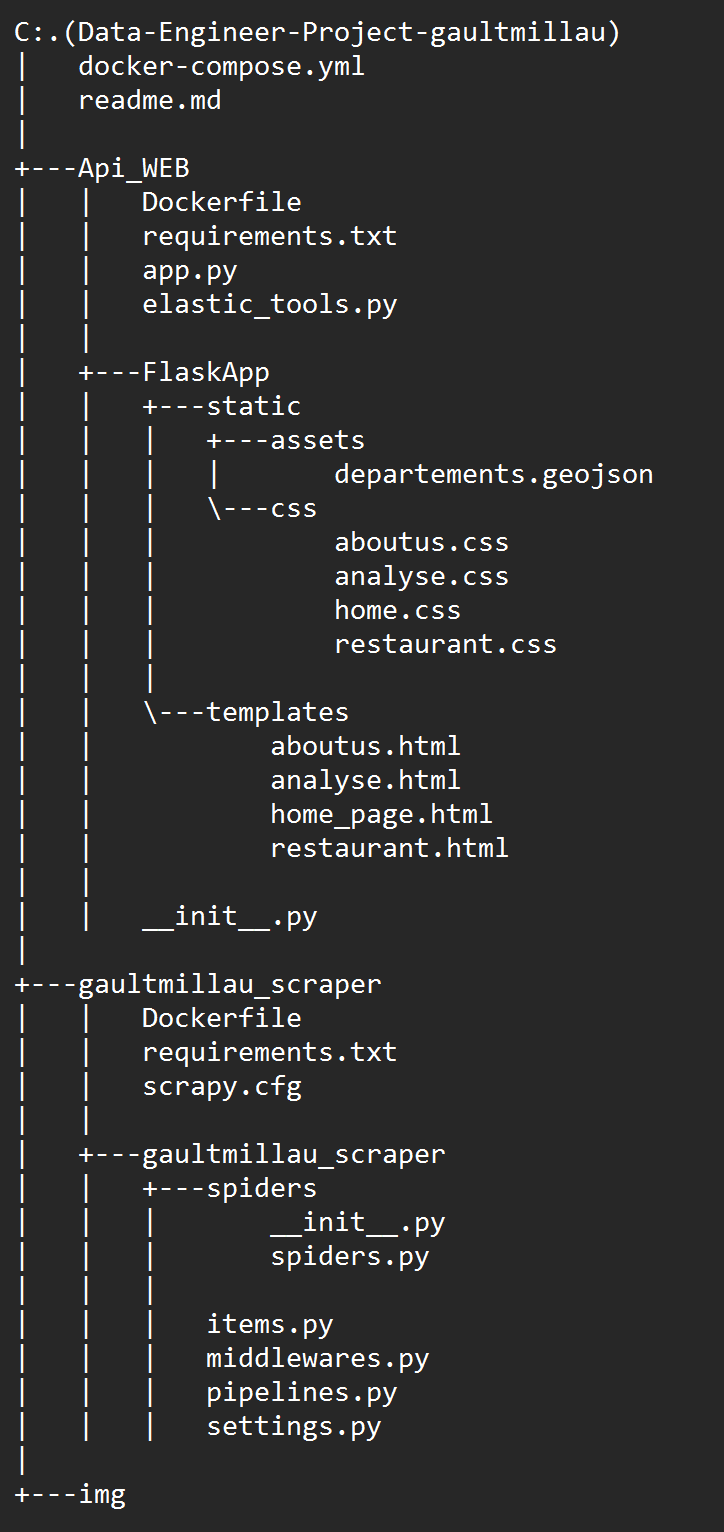 C:.(Data-Engineer-Project-gaultmillau)
|   docker-compose.yml
|   readme.md
|
+---Api_WEB
|   |   Dockerfile
|   |   requirements.txt
|   |   app.py
|   |   elastic_tools.py
|   |
|   +---FlaskApp
|   |   +---static
|   |   |   +---assets
|   |   |   |       departements.geojson
|   |   |   \---css
|   |   |           aboutus.css
|   |   |           analyse.css
|   |   |           home.css
|   |   |           restaurant.css
|   |   |
|   |   \---templates
|   |           aboutus.html
|   |           analyse.html
|   |           home_page.html
|   |           restaurant.html
|   |
|   |   __init__.py
|
+---gaultmillau_scraper
|   |   Dockerfile
|   |   requirements.txt
|   |   scrapy.cfg
|   |
|   +---gaultmillau_scraper
|   |   +---spiders
|   |   |       __init__.py
|   |   |       spiders.py
|   |   |
|   |   |   items.py
|   |   |   middlewares.py
|   |   |   pipelines.py
|   |   |   settings.py
|
+---img